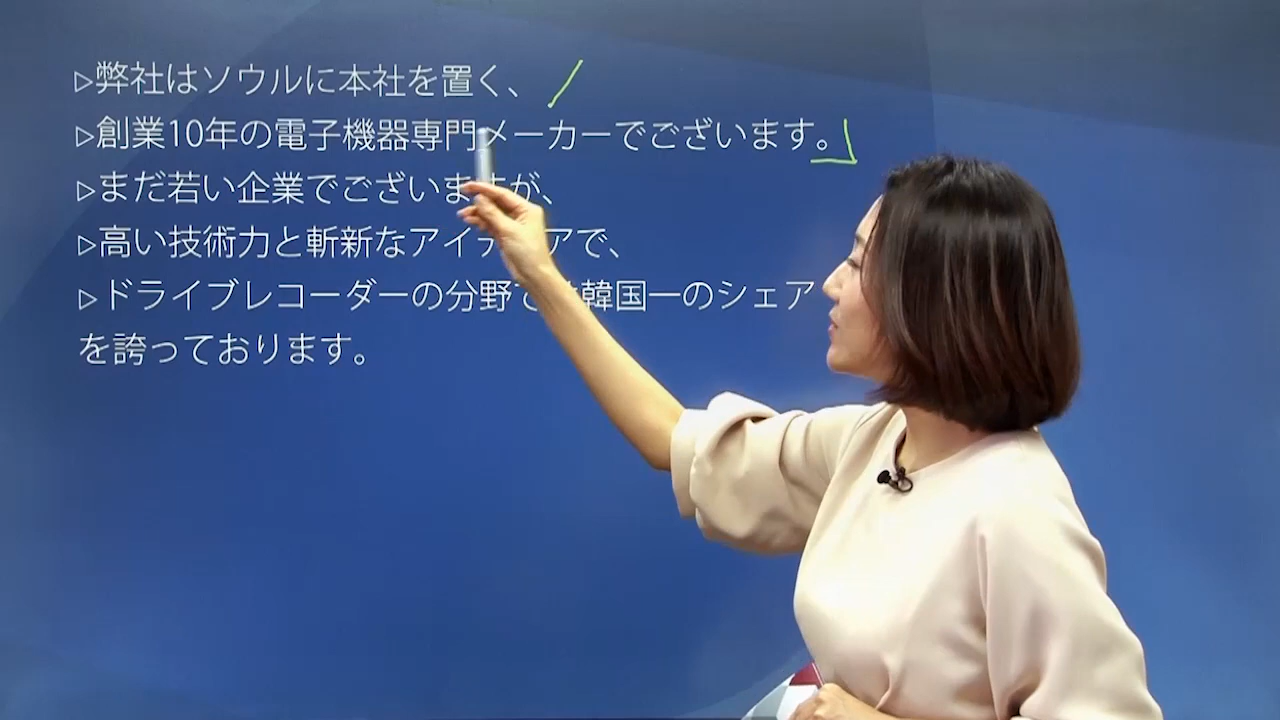 ▷弊社はソウルに本社を置く、
▷創業10年の電子機器専門メーカーでございます。
▷まだ若い企業でございますが、
▷高い技術力と斬新なアイデアで、
▷ドライブレコーダーの分野で 韓国一のシェア
を誇っております。